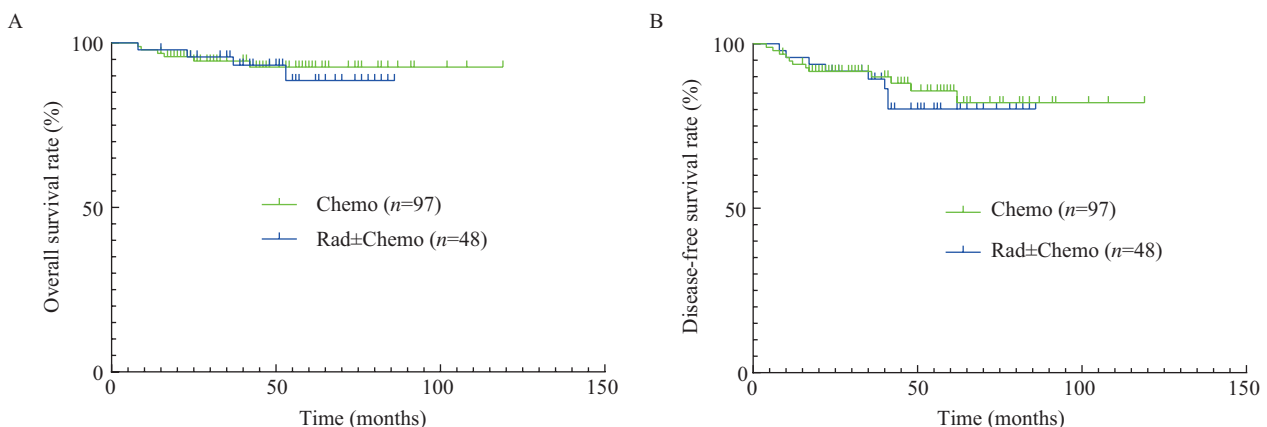 A
Overall survival rate (%)
100
50
0
Chemo (n=97)
Rad±Chemo (n=48)
0 50 100 150
Time (months)
B
Disease-free survival rate (%)
100
50
0
Chemo (n=97)
Rad±Chemo (n=48)
0 50 100 150
Time (months)